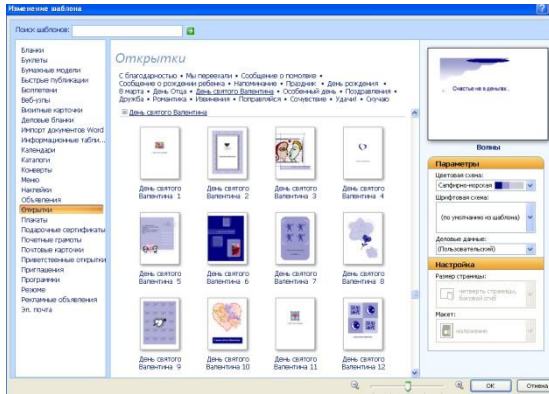 Изменение шаблона
Поиск шаблонов:
Бланки
Буклеты
Бумажные модели
Быстрые публикации
Бюллетени
Веб-узлы
Визитные карточки
Деловые бланки
Импорт документов Word
Информационные табли...
Календари
Каталоги
Конверты
Меню
Наклейки
Объявления
Открытки
Плакаты
Подарочные сертификаты
Почетные грамоты
Почтовые карточки
Приветственные открытки
Приглашения
Программки
Резюме
Рекламные объявления
Эл. почта
Открытки
С благодарностью • Мы переехали • Сообщение о помолвке •
Сообщение о рождении ребенка • Напоминание • Праздник • День рождения •
8 марта • День Отца • День святого Валентина • Особенный день • Поздравления •
Дружба • Романтика • Извинения • Поправляйся • Сочувствие • Удачи! • Скучаю
День святого Валентина
День святого
Валентина 1
День святого
Валентина 2
День святого
Валентина 3
День святого
Валентина 4
День святого
Валентина 5
День святого
Валентина 6
День святого
Валентина 7
День святого
Валентина 8
День святого
Валентина 9
День святого
Валентина 10
День святого
Валентина 11
День святого
Валентина 12
Счастье не в деньгах.
Волны
Параметры
Цветовая схема:
Сапфирно-морская
Шрифтовая схема:
(по умолчанию из шаблона)
Деловые данные:
(Пользовательский)
Настройка
Размер страницы:
четверть страницы,
боковой сгиб
Макет:
наложение
ОК
Отмена